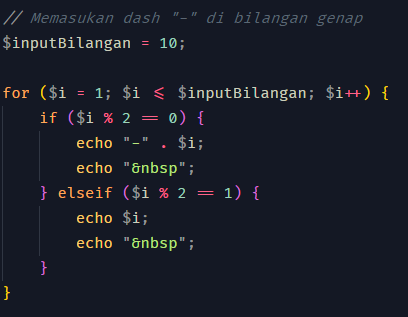 // Memasukan dash "-" di bilangan genap
$inputBilangan = 10;

for ($i = 1; $i <= $inputBilangan; $i++) {
    if ($i % 2 == 0) {
        echo "-" . $i;
        echo "&nbsp";
    } elseif ($i % 2 == 1) {
        echo $i;
        echo "&nbsp";
    }
}